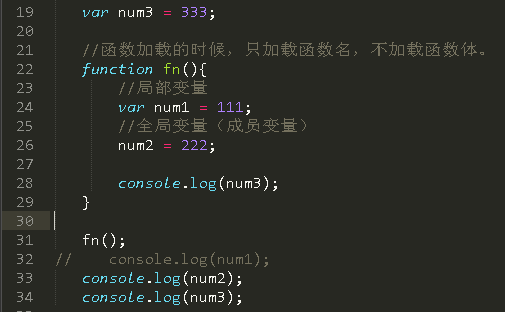 19 var num3 = 333;
20
21 //函数加载的时候，只加载函数名，不加载函数体。
22 function fn(){
23 //局部变量
24 var num1 = 111;
25 //全局变量（成员变量）
26 num2 = 222;
27
28 console.log(num3);
29 }
30
31 fn();
32 // console.log(num1);
33 console.log(num2);
34 console.log(num3);